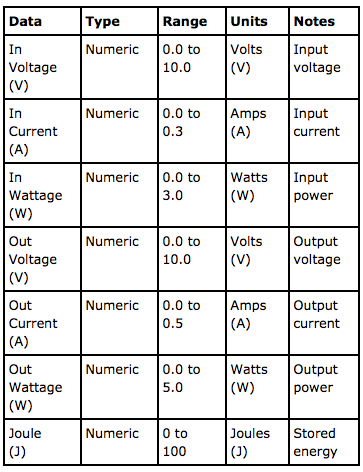 Data Type Range Units Notes
In Voltage (V) Numeric 0.0 to 10.0 Volts (V) Input voltage
In Current (A) Numeric 0.0 to 0.3 Amps (A) Input current
In Wattage (W) Numeric 0.0 to 3.0 Watts (W) Input power
Out Voltage (V) Numeric 0.0 to 10.0 Volts (V) Output voltage
Out Current (A) Numeric 0.0 to 0.5 Amps (A) Output current
Out Wattage (W) Numeric 0.0 to 5.0 Watts (W) Output power
Joule (J) Numeric 0 to 100 Joules (J) Stored energy